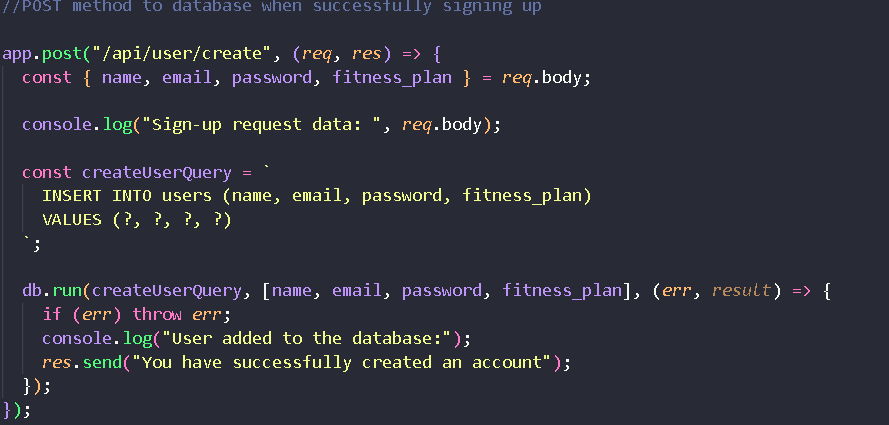 //POST method to database when successfully signing up
app.post("/api/user/create", (req, res) => {
const { name, email, password, fitness_plan } = req.body;
console.log("Sign-up request data: ", req.body);
const createUserQuery = `
INSERT INTO users (name, email, password, fitness_plan)
VALUES (?, ?, ?, ?)
`;
db.run(createUserQuery, [name, email, password, fitness_plan], (err, result) => {
if (err) throw err;
console.log("User added to the database:");
res.send("You have successfully created an account");
});
});